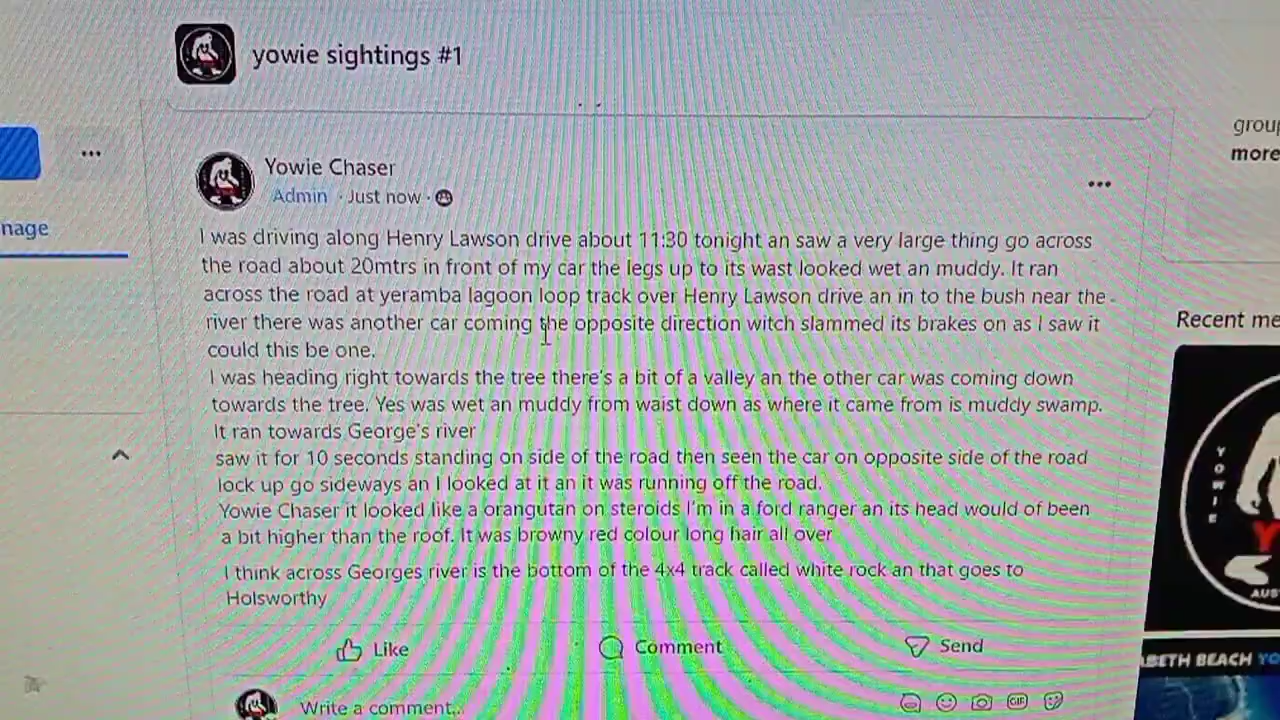 yowie sightings #1
group
more
Yowie Chaser
Admin · Just now ·
nage
I was driving along Henry Lawson drive about 11:30 tonight an saw a very large thing go across
the road about 20mtrs in front of my car the legs up to its wast looked wet an muddy. It ran
across the road at yeramba lagoon loop track over Henry Lawson drive an in to the bush near the
river there was another car coming the opposite direction witch slammed its brakes on as I saw it
could this be one.
I was heading right towards the tree there's a bit of a valley an the other car was coming down
towards the tree. Yes was wet an muddy from waist down as where it came from is muddy swamp.
It ran towards George's river
saw it for 10 seconds standing on side of the road then seen the car on opposite side of the road
lock up go sideways an I looked at it an it was running off the road.
Yowie Chaser it looked like a orangutan on steroids I'm in a ford ranger an its head would of been
a bit higher than the roof. It was browny red colour long hair all over
I think across Georges river is the bottom of the 4x4 track called white rock an that goes to
Holsworthy
Like
Comment
Send
Write a comment...
GIF
Recent me
YOWIE
Y
AUS
ABETH BEACH YO